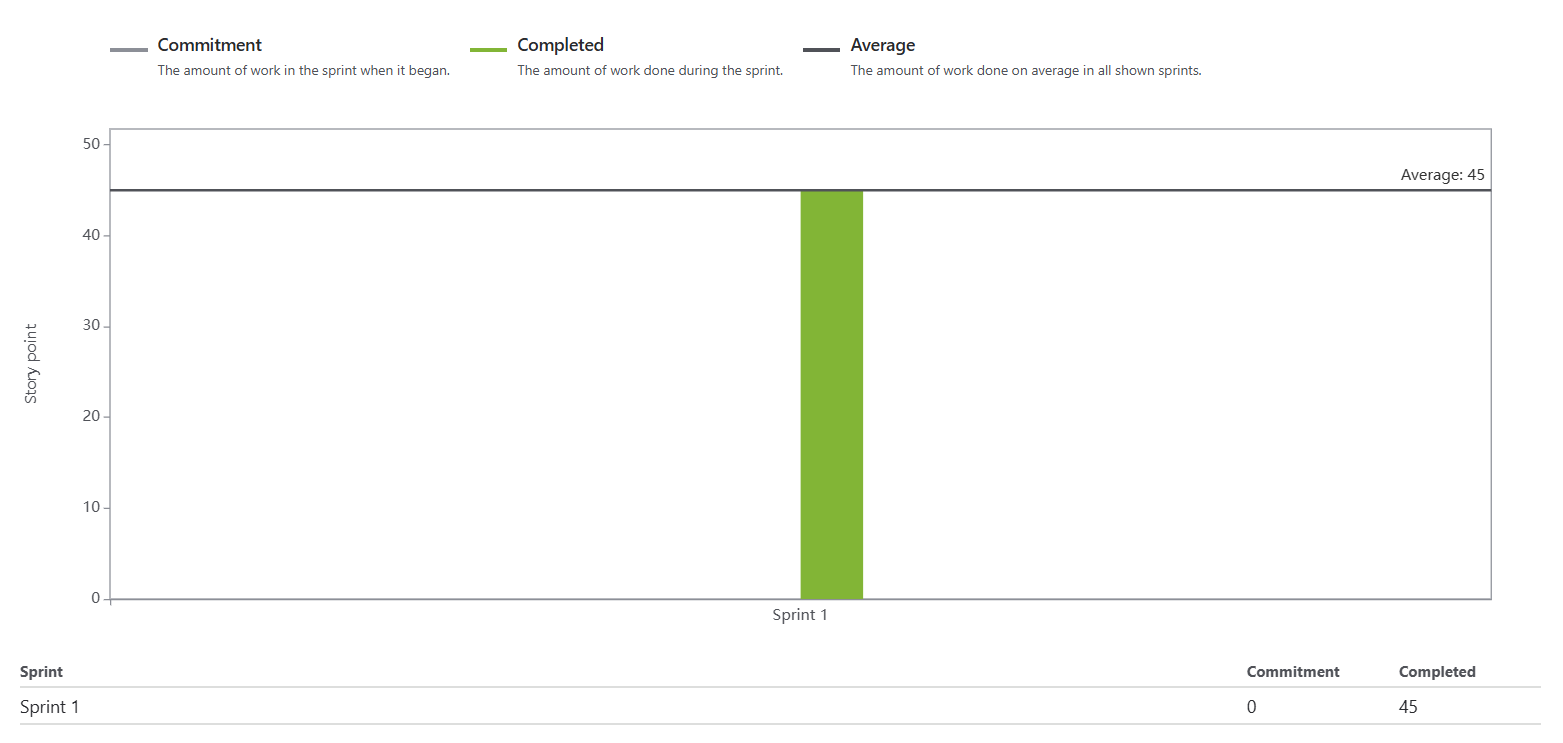 Commitment
The amount of work in the sprint when it began.
Completed
The amount of work done during the sprint.
Average
The amount of work done on average in all shown sprints.
50
40
30
20
10
0
Story point
Average: 45
Sprint 1
Sprint Commitment Completed
Sprint 1 0 45